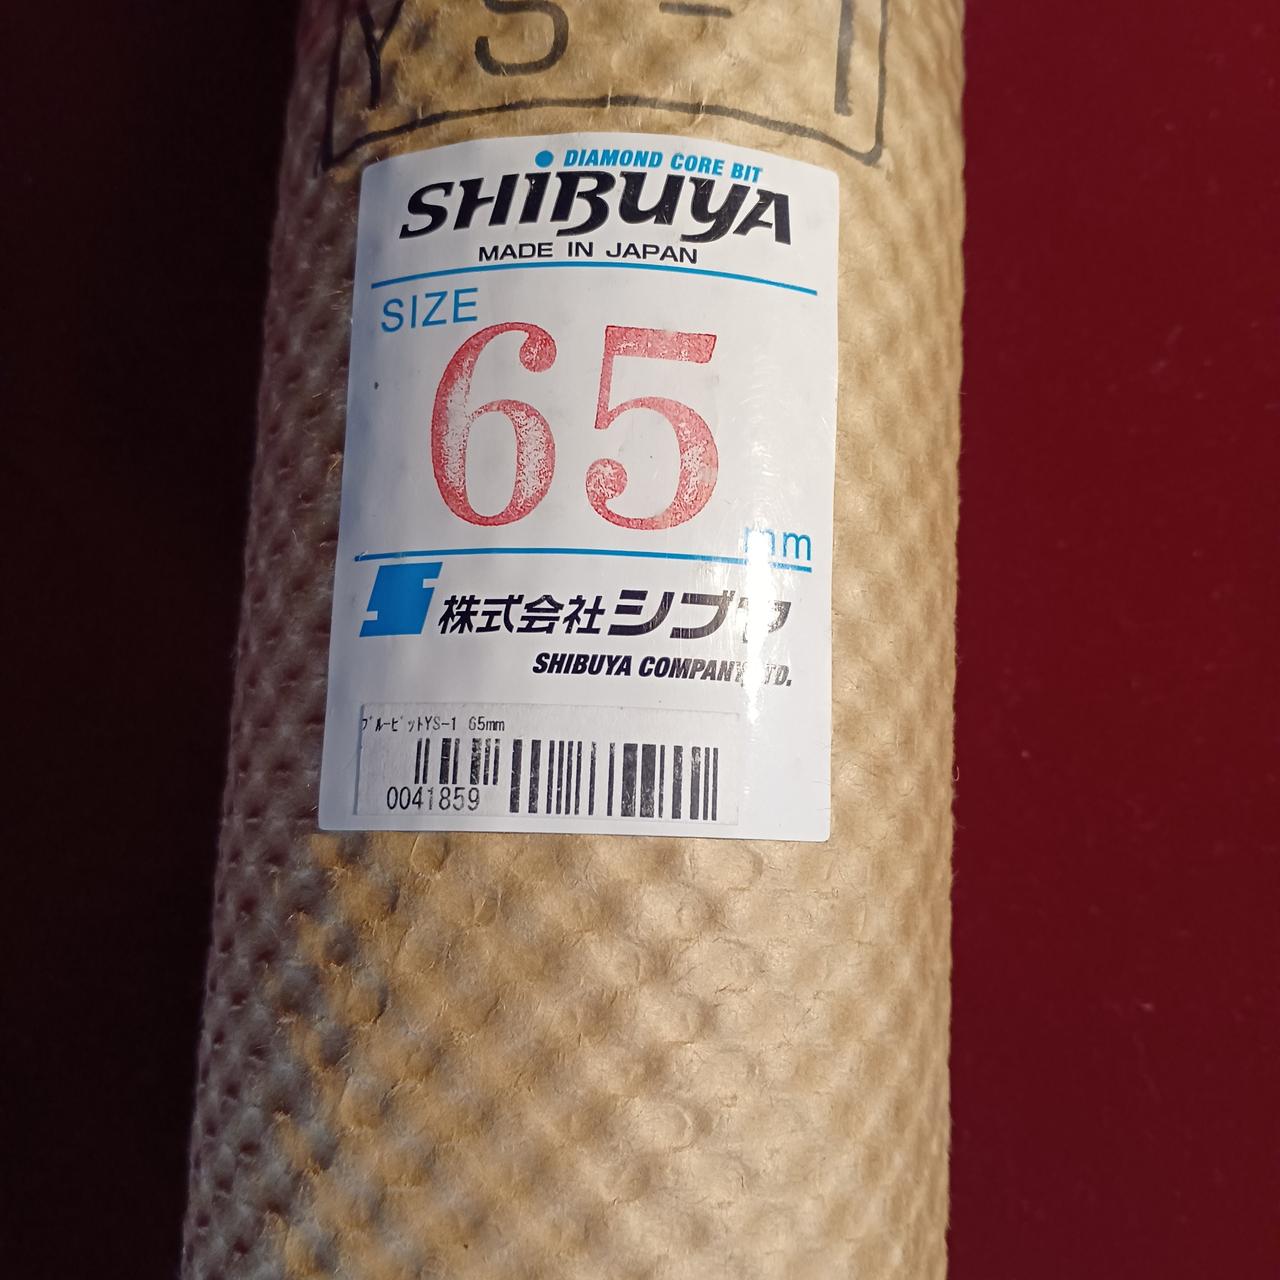 YS-1
DIAMOND CORE BIT
SHIBUYA
MADE IN JAPAN
SIZE
65
mm
株式会社シブヤ
SHIBUYA COMPANY, LTD.
ﾌﾞﾙｰﾋﾞｯﾄYS-1 65mm
0041859